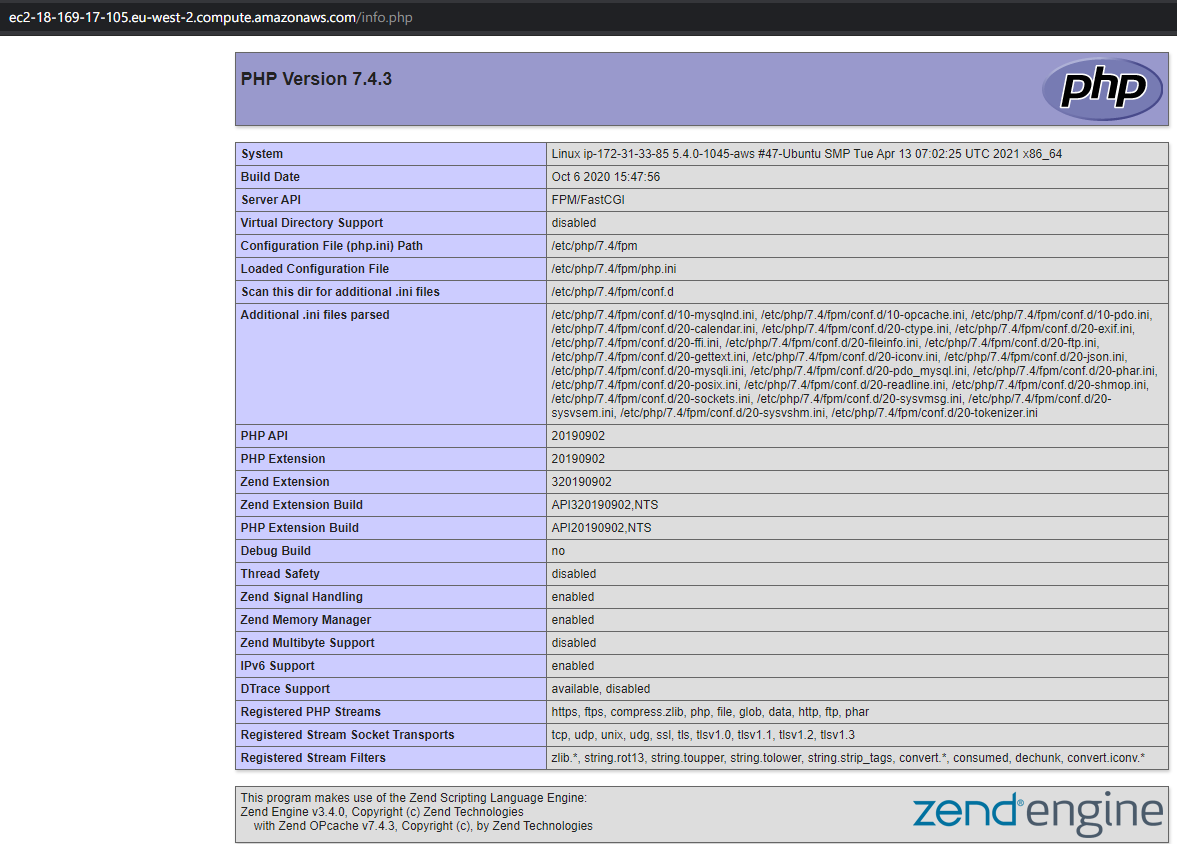 ec2-18-169-17-105.eu-west-2.compute.amazonaws.com/info.php
PHP Version 7.4.3
php
System Linux ip-172-31-33-85 5.4.0-1045-aws #47-Ubuntu SMP Tue Apr 13 07:02:25 UTC 2021 x86_64
Build Date Oct 6 2020 15:47:56
Server API FPM/FastCGI
Virtual Directory Support disabled
Configuration File (php.ini) Path /etc/php/7.4/fpm
Loaded Configuration File /etc/php/7.4/fpm/php.ini
Scan this dir for additional .ini files /etc/php/7.4/fpm/conf.d
Additional .ini files parsed /etc/php/7.4/fpm/conf.d/10-mysqlnd.ini, /etc/php/7.4/fpm/conf.d/10-opcache.ini, /etc/php/7.4/fpm/conf.d/10-pdo.ini,
/etc/php/7.4/fpm/conf.d/20-calendar.ini, /etc/php/7.4/fpm/conf.d/20-ctype.ini, /etc/php/7.4/fpm/conf.d/20-exif.ini,
/etc/php/7.4/fpm/conf.d/20-ffi.ini, /etc/php/7.4/fpm/conf.d/20-fileinfo.ini, /etc/php/7.4/fpm/conf.d/20-ftp.ini,
/etc/php/7.4/fpm/conf.d/20-gettext.ini, /etc/php/7.4/fpm/conf.d/20-iconv.ini, /etc/php/7.4/fpm/conf.d/20-json.ini,
/etc/php/7.4/fpm/conf.d/20-mysqli.ini, /etc/php/7.4/fpm/conf.d/20-pdo_mysql.ini, /etc/php/7.4/fpm/conf.d/20-phar.ini,
/etc/php/7.4/fpm/conf.d/20-posix.ini, /etc/php/7.4/fpm/conf.d/20-readline.ini, /etc/php/7.4/fpm/conf.d/20-shmop.ini,
/etc/php/7.4/fpm/conf.d/20-sockets.ini, /etc/php/7.4/fpm/conf.d/20-sysvmsg.ini, /etc/php/7.4/fpm/conf.d/20-
sysvsem.ini, /etc/php/7.4/fpm/conf.d/20-sysvshm.ini, /etc/php/7.4/fpm/conf.d/20-tokenizer.ini
PHP API 20190902
PHP Extension 20190902
Zend Extension 320190902
Zend Extension Build API320190902,NTS
PHP Extension Build API20190902,NTS
Debug Build no
Thread Safety disabled
Zend Signal Handling enabled
Zend Memory Manager enabled
Zend Multibyte Support disabled
IPv6 Support enabled
DTrace Support available, disabled
Registered PHP Streams https, ftps, compress.zlib, php, file, glob, data, http, ftp, phar
Registered Stream Socket Transports tcp, udp, unix, udg, ssl, tls, tlsv1.0, tlsv1.1, tlsv1.2, tlsv1.3
Registered Stream Filters zlib.*, string.rot13, string.toupper, string.tolower, string.strip_tags, convert.*, consumed, dechunk, convert.iconv.*
This program makes use of the Zend Scripting Language Engine:
Zend Engine v3.4.0, Copyright (c) Zend Technologies
with Zend OPcache v7.4.3, Copyright (c), by Zend Technologies
zend® engine